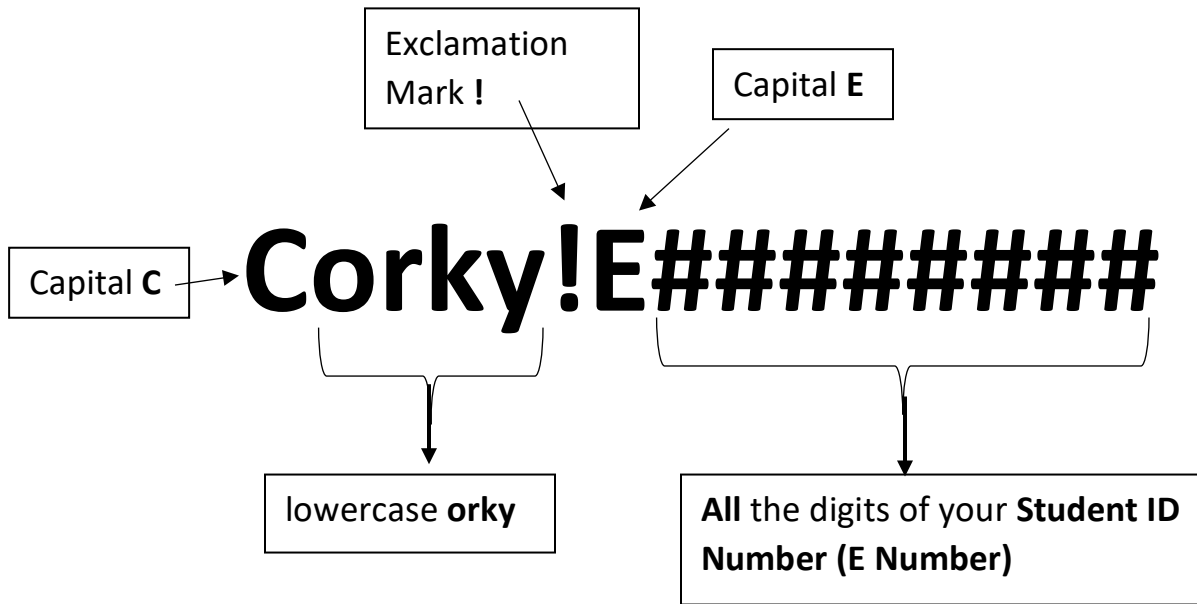 Exclamation
Mark !
Capital E
Capital C
Corky!E########
lowercase orky
All the digits of your Student ID
Number (E Number)